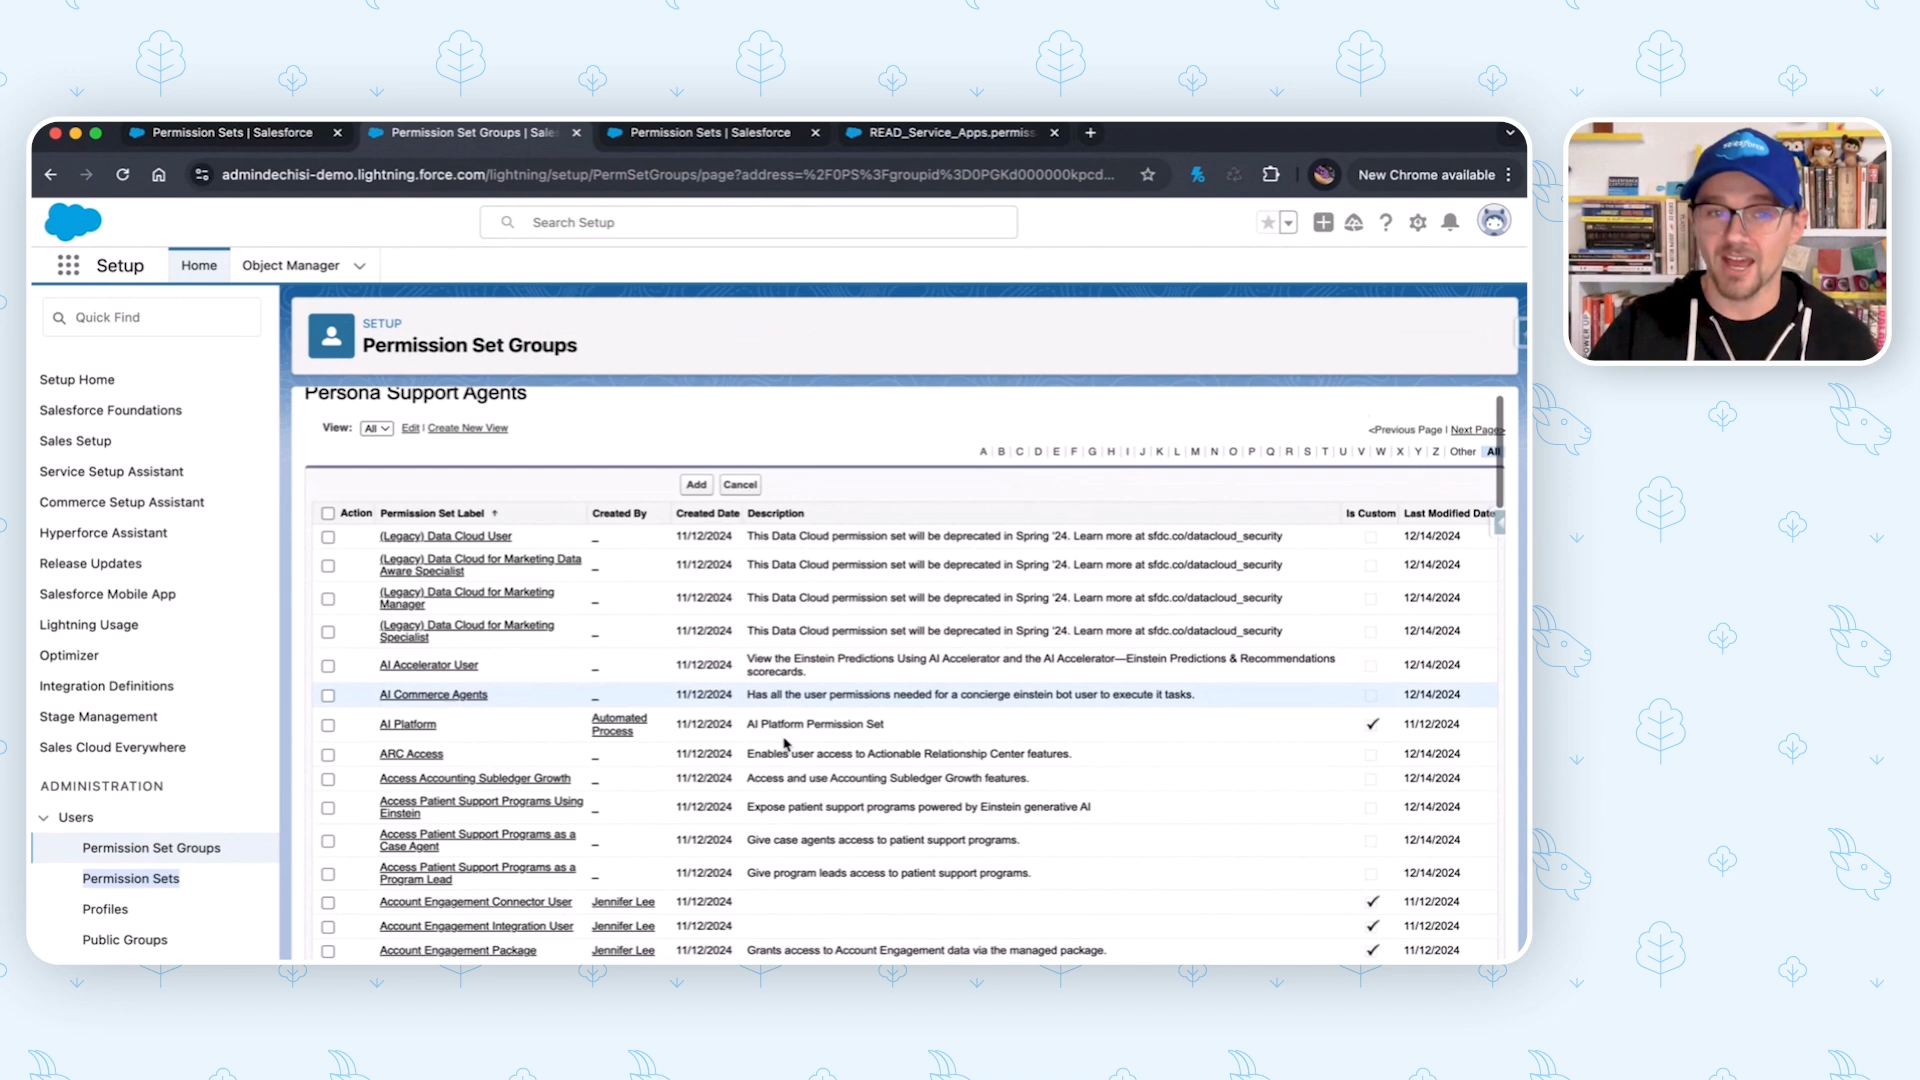 Permission Sets | Salesforce
Permission Set Groups | Sale
Permission Sets | Salesforce
READ_Service_Apps.permiss
admindechisi-demo.lightning.force.com/lightning/setup/PermSetGroups/page?address=%2F0PS%3Fgroupid%3D0PGKd000000kpcd...
New Chrome available
Search Setup
Setup
Home
Object Manager
Quick Find
Setup Home
Salesforce Foundations
Sales Setup
Service Setup Assistant
Commerce Setup Assistant
Hyperforce Assistant
Release Updates
Salesforce Mobile App
Lightning Usage
Optimizer
Integration Definitions
Stage Management
Sales Cloud Everywhere
ADMINISTRATION
Users
Permission Set Groups
Permission Sets
Profiles
Public Groups
SETUP
Permission Set Groups
Persona Support Agents
View: All Edit | Create New View
<Previous Page | Next Page>
A | B | C | D | E | F | G | H | I | J | K | L | M | N | O | P | Q | R | S | T | U | V | W | X | Y | Z | Other | All
Add Cancel
Action Permission Set Label ↑ Created By Created Date Description Is Custom Last Modified Date
(Legacy) Data Cloud User _ 11/12/2024 This Data Cloud permission set will be deprecated in Spring '24. Learn more at sfdc.co/datacloud_security 12/14/2024
(Legacy) Data Cloud for Marketing Data
Aware Specialist _ 11/12/2024 This Data Cloud permission set will be deprecated in Spring '24. Learn more at sfdc.co/datacloud_security 12/14/2024
(Legacy) Data Cloud for Marketing
Manager _ 11/12/2024 This Data Cloud permission set will be deprecated in Spring '24. Learn more at sfdc.co/datacloud_security 12/14/2024
(Legacy) Data Cloud for Marketing
Specialist _ 11/12/2024 This Data Cloud permission set will be deprecated in Spring '24. Learn more at sfdc.co/datacloud_security 12/14/2024
AI Accelerator User _ 11/12/2024 View the Einstein Predictions Using AI Accelerator and the AI Accelerator—Einstein Predictions & Recommendations
scorecards. 12/14/2024
AI Commerce Agents _ 11/12/2024 Has all the user permissions needed for a concierge einstein bot user to execute it tasks. 12/14/2024
AI Platform Automated
Process 11/12/2024 AI Platform Permission Set ✓ 11/12/2024
ARC Access _ 11/12/2024 Enables user access to Actionable Relationship Center features. 12/14/2024
Access Accounting Subledger Growth _ 11/12/2024 Access and use Accounting Subledger Growth features. 12/14/2024
Access Patient Support Programs Using
Einstein _ 11/12/2024 Expose patient support programs powered by Einstein generative AI 12/14/2024
Access Patient Support Programs as a
Case Agent _ 11/12/2024 Give case agents access to patient support programs. 12/14/2024
Access Patient Support Programs as a
Program Lead _ 11/12/2024 Give program leads access to patient support programs. 12/14/2024
Account Engagement Connector User Jennifer Lee 11/12/2024 ✓ 11/12/2024
Account Engagement Integration User Jennifer Lee 11/12/2024 ✓ 11/12/2024
Account Engagement Package Jennifer Lee 11/12/2024 Grants access to Account Engagement data via the managed package. ✓ 11/12/2024
salesforce
POWER UP